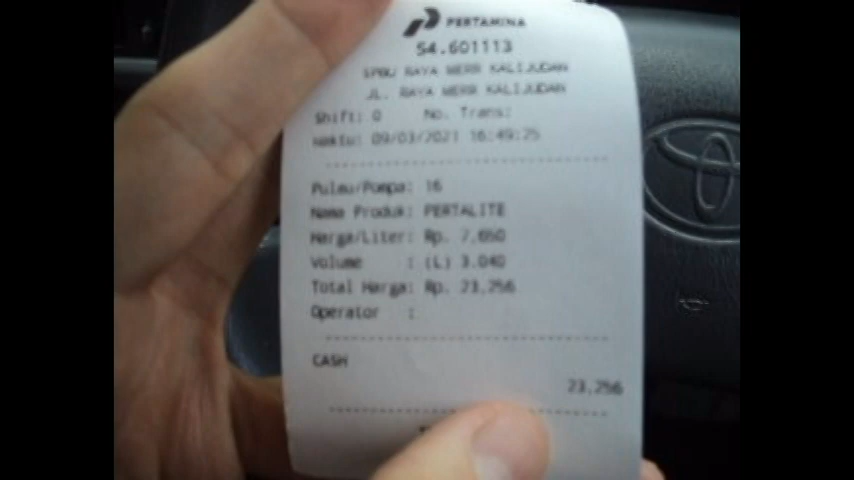 PERTAMINA
54.601113
SPBU RAYA MERR KALIJUDAN
JL. RAYA MERR KALIJUDAN
Shift: 0 No. Trans:
Waktu: 09/03/2021 16:49:25
Pulau/Pompa: 16
Nama Produk: PERTALITE
Harga/Liter: Rp. 7,650
Volume : (L) 3.040
Total Harga: Rp. 23,256
Operator :
CASH
23,256